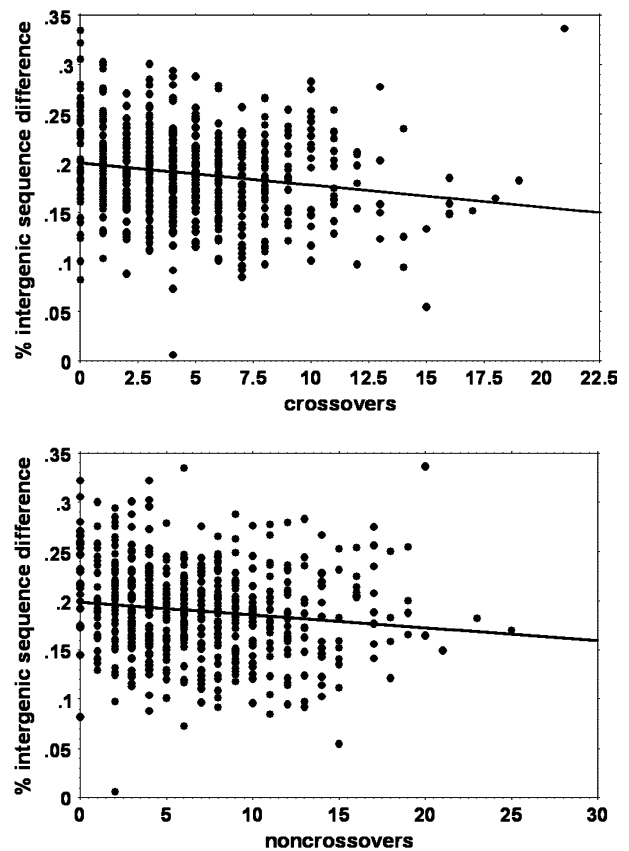 % intergenic sequence difference
.35
.3
.25
.2
.15
.1
.05
0
0 2.5 5 7.5 10 12.5 15 17.5 20 22.5
crossovers
% intergenic sequence difference
.35
.3
.25
.2
.15
.1
.05
0
0 5 10 15 20 25 30
noncrossovers